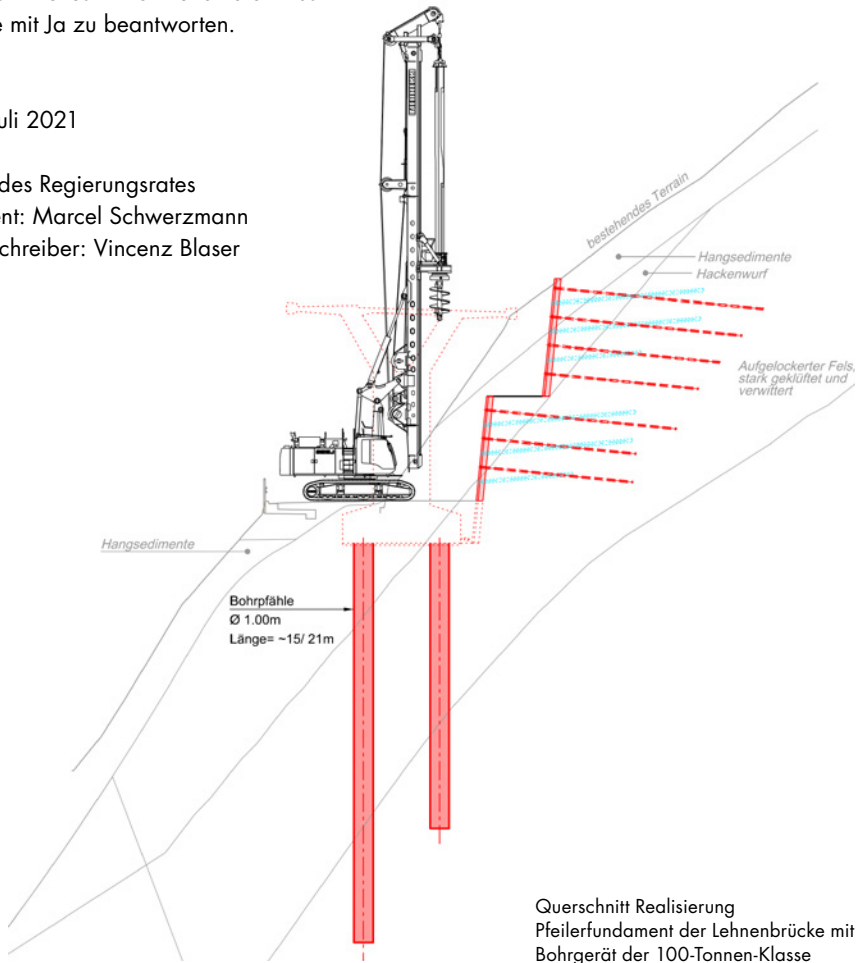 e mit Ja zu beantworten.
uli 2021
des Regierungsrates
nt: Marcel Schwerzmann
chreiber: Vincenz Blaser
bestehendes Terrain
Hangsedimente
Hackenwurf
Aufgelockerter Fels,
stark geklüftet und
verwittert
Hangsedimente
Bohrpfähle
Ø 1.00m
Länge= ~15/ 21m
Querschnitt Realisierung
Pfeilerfundament der Lehnenbrücke mit
Bohrgerät der 100-Tonnen-Klasse